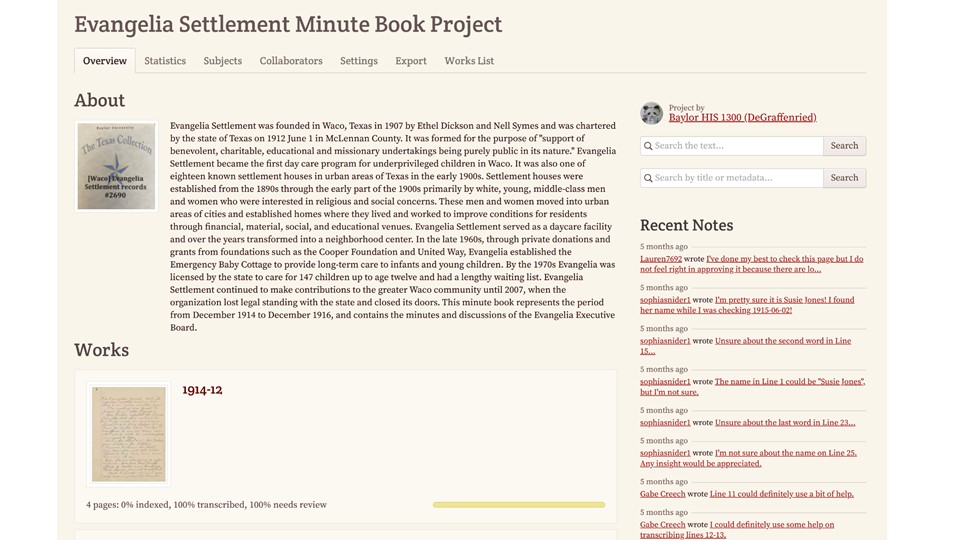 Evangelia Settlement Minute Book Project
Overview
Statistics
Subjects
Collaborators
Settings
Export
Works List
About
Baylor University
The Texas Collection
[Waco] Evangelia
Settlement records
#2690
Evangelia Settlement was founded in Waco, Texas in 1907 by Ethel Dickson and Nell Symes and was chartered
by the state of Texas on 1912 June 1 in McLennan County. It was formed for the purpose of "support of
benevolent, charitable, educational and missionary undertakings being purely public in its nature." Evangelia
Settlement became the first day care program for underprivileged children in Waco. It was also one of
eighteen known settlement houses in urban areas of Texas in the early 1900s. Settlement houses were
established from the 1890s through the early part of the 1900s primarily by white, young, middle-class men
and women who were interested in religious and social concerns. These men and women moved into urban
areas of cities and established homes where they lived and worked to improve conditions for residents
through financial, material, social, and educational venues. Evangelia Settlement served as a daycare facility
and over the years transformed into a neighborhood center. In the late 1960s, through private donations and
grants from foundations such as the Cooper Foundation and United Way, Evangelia established the
Emergency Baby Cottage to provide long-term care to infants and young children. By the 1970s Evangelia was
licensed by the state to care for 147 children up to age twelve and had a lengthy waiting list. Evangelia
Settlement continued to make contributions to the greater Waco community until 2007, when the
organization lost legal standing with the state and closed its doors. This minute book represents the period
from December 1914 to December 1916, and contains the minutes and discussions of the Evangelia Executive
Board.
Works
1914-12
4 pages: 0% indexed, 100% transcribed, 100% needs review
Project by
Baylor HIS 1300 (DeGraffenried)
Search the text...
Search
Search by title or metadata...
Search
Recent Notes
5 months ago
Lauren7692 wrote I've done my best to check this page but I do
not feel right in approving it because there are lo...
5 months ago
sophiasnider1 wrote I'm pretty sure it is Susie Jones! I found
her name while I was checking 1915-06-02!
5 months ago
sophiasnider1 wrote Unsure about the second word in Line
15...
5 months ago
sophiasnider1 wrote The name in Line 1 could be "Susie Jones",
but I'm not sure.
5 months ago
sophiasnider1 wrote Unsure about the last word in Line 23...
5 months ago
sophiasnider1 wrote I'm not sure about the name on Line 25.
Any insight would be appreciated.
5 months ago
Gabe Creech wrote Line 11 could definitely use a bit of help.
5 months ago
Gabe Creech wrote I could definitely use some help on
transcribing lines 12-13.